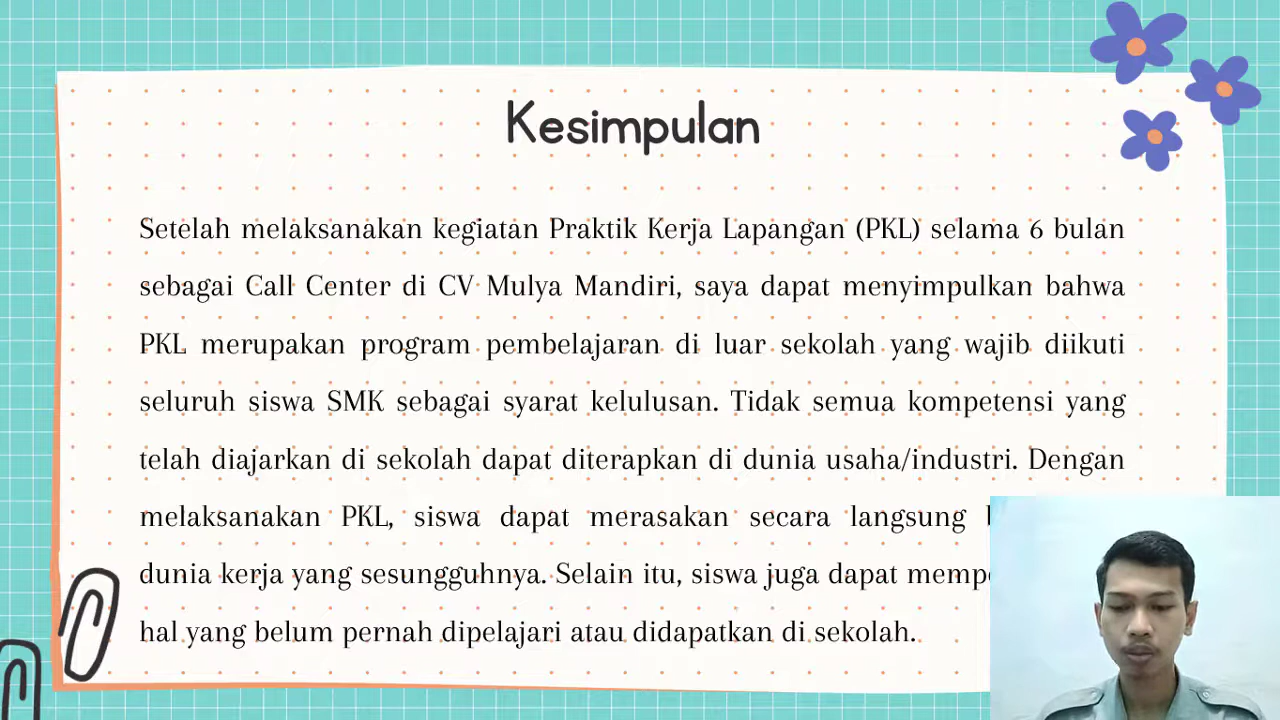 Kesimpulan
Setelah melaksanakan kegiatan Praktik Kerja Lapangan (PKL) selama 6 bulan
sebagai Call Center di CV Mulya Mandiri, saya dapat menyimpulkan bahwa
PKL merupakan program pembelajaran di luar sekolah yang wajib diikuti
seluruh siswa SMK sebagai syarat kelulusan. Tidak semua kompetensi yang
telah diajarkan di sekolah dapat diterapkan di dunia usaha/industri. Dengan
melaksanakan PKL, siswa dapat merasakan secara langsung
dunia kerja yang sesungguhnya. Selain itu, siswa juga dapat
hal yang belum pernah dipelajari atau didapatkan di sekolah.